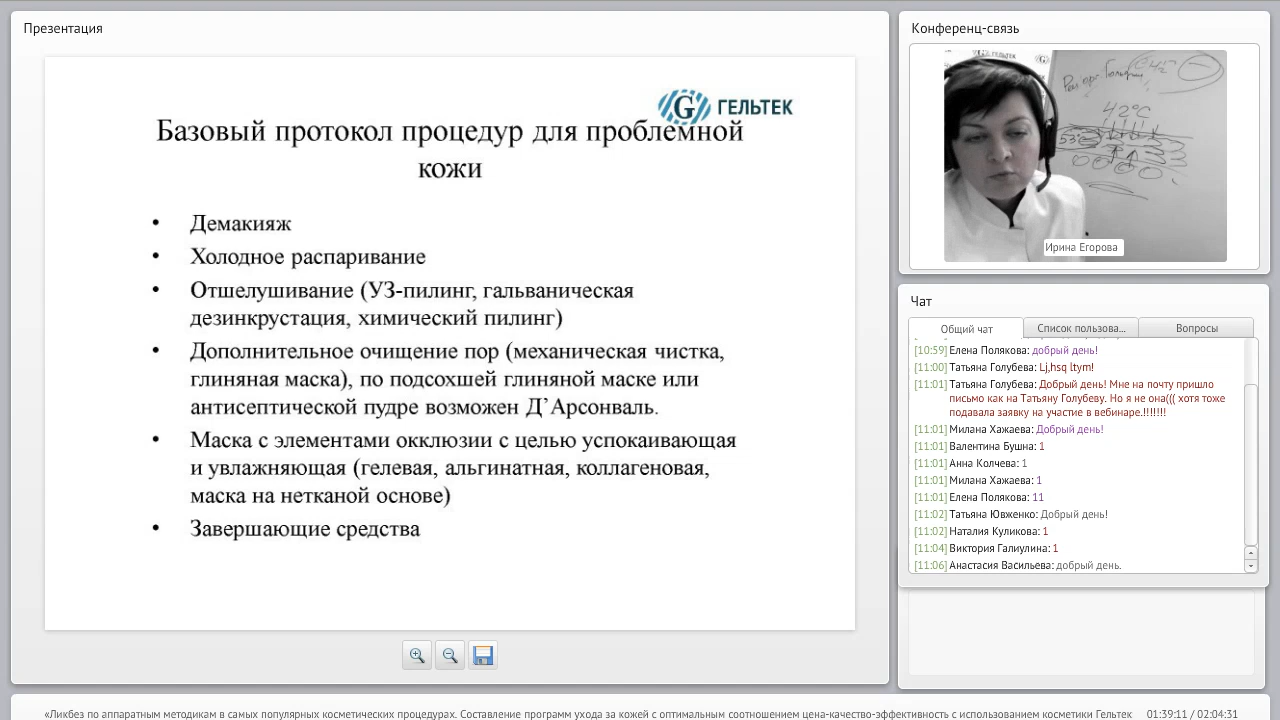 Презентация
ГЕЛЬТЕК
Базовый протокол процедур для проблемной
кожи
• Демакияж
• Холодное распаривание
• Отшелушивание (УЗ-пилинг, гальваническая
дезинкрустация, химический пилинг)
• Дополнительное очищение пор (механическая чистка,
глиняная маска), по подсохшей глиняной маске или
антисептической пудре возможен Д’Арсонваль.
• Маска с элементами окклюзии с целью успокаивающая
и увлажняющая (гелевая, альгинатная, коллагеновая,
маска на нетканой основе)
• Завершающие средства
Конференц-связь
42°C
Ирина Егорова
Чат
Общий чат
Список пользова...
Вопросы
[10:59] Елена Полякова: добрый день!
[11:00] Татьяна Голубева: Lj,hsq ltym!
[11:01] Татьяна Голубева: Добрый день! Мне на почту пришло
письмо как на Татьяну Голубеву. Но я не она((( хотя тоже
подавала заявку на участие в вебинаре.!!!!!!!
[11:01] Милана Хажаева: Добрый день!
[11:01] Валентина Бушна: 1
[11:01] Анна Колчева: 1
[11:01] Милана Хажаева: 1
[11:01] Елена Полякова: 11
[11:02] Татьяна Ювженко: Добрый день!
[11:02] Наталия Куликова: 1
[11:04] Виктория Галиулина: 1
[11:06] Анастасия Васильева: добрый день.
«Ликбез по аппаратным методикам в самых популярных косметических процедурах. Составление программ ухода за кожей с оптимальным соотношением цена-качество-эффективность с использованием косметики Гельтек
01:39:11 / 02:04:31